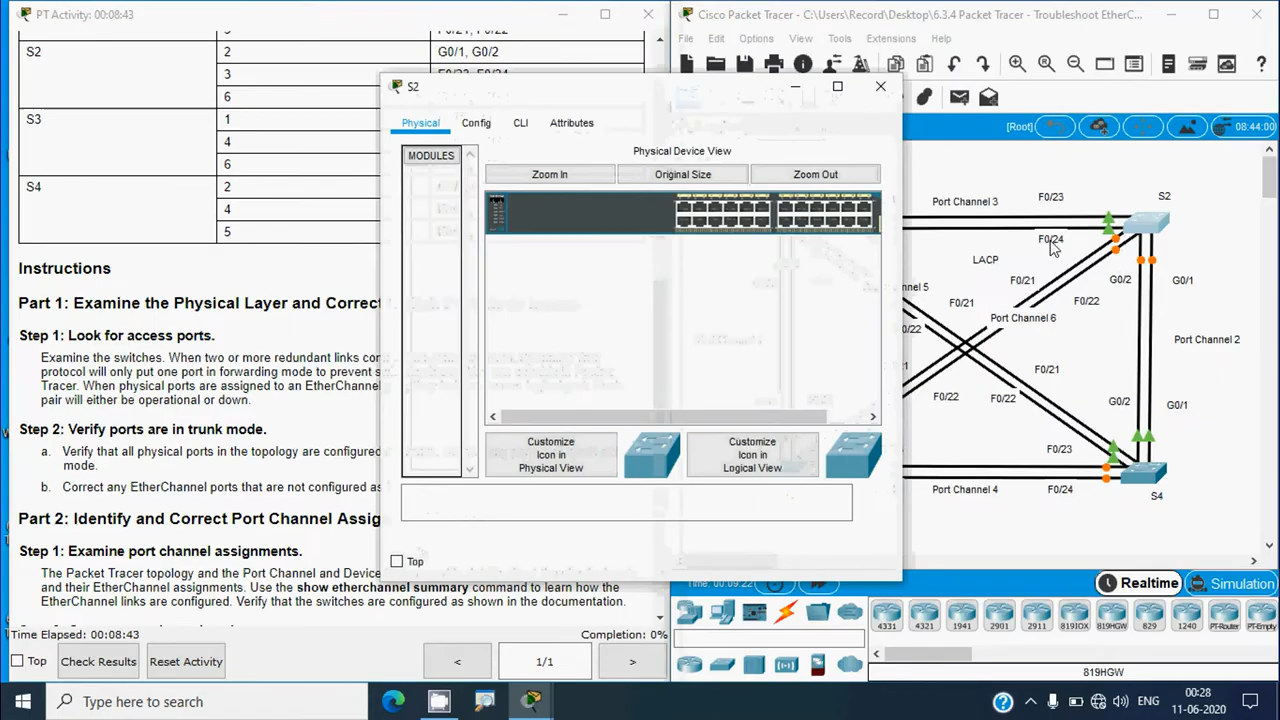 PT Activity: 00:08:43
S2
2
G0/1, G0/2
3
F0/23, F0/24
6
S3
1
4
6
S4
2
4
5
Instructions
Part 1: Examine the Physical Layer and Correct
Step 1: Look for access ports.
Examine the switches. When two or more redundant links con
protocol will only put one port in forwarding mode to prevent s
Tracer. When physical ports are assigned to an EtherChannel
pair will either be operational or down.
Step 2: Verify ports are in trunk mode.
a. Verify that all physical ports in the topology are configured
mode.
b. Correct any EtherChannel ports that are not configured as
Part 2: Identify and Correct Port Channel Assig
Step 1: Examine port channel assignments.
The Packet Tracer topology and the Port Channel and Device
and their EtherChannel assignments. Use the show etherchannel summary command to learn how the
EtherChannel links are configured. Verify that the switches are configured as shown in the documentation.
Time Elapsed: 00:08:43
Completion: 0%
Top
Check Results
Reset Activity
<
1/1
>
S2
Physical
Config
CLI
Attributes
MODULES
Physical Device View
Zoom In
Original Size
Zoom Out
Customize
Icon in
Physical View
Customize
Icon in
Logical View
Top
Cisco Packet Tracer - C:\Users\Record\Desktop\6.3.4 Packet Tracer - Troubleshoot EtherC...
File
Edit
Options
View
Tools
Extensions
Help
[Root]
08:44:00
Port Channel 3
F0/23
S2
F0/24
LACP
nnel 5
F0/21
F0/21
G0/2
G0/1
F0/22
Port Channel 6
0/22
Port Channel 2
F0/21
F0/22
F0/22
G0/2
G0/1
F0/23
Port Channel 4
F0/24
S4
Time: 00:09:22
Realtime
Simulation
4331
4321
1941
2901
2911
819IOX
819HGW
829
1240
PT-Router
PT-Empty
819HGW
Type here to search
ENG
00:28
11-06-2020